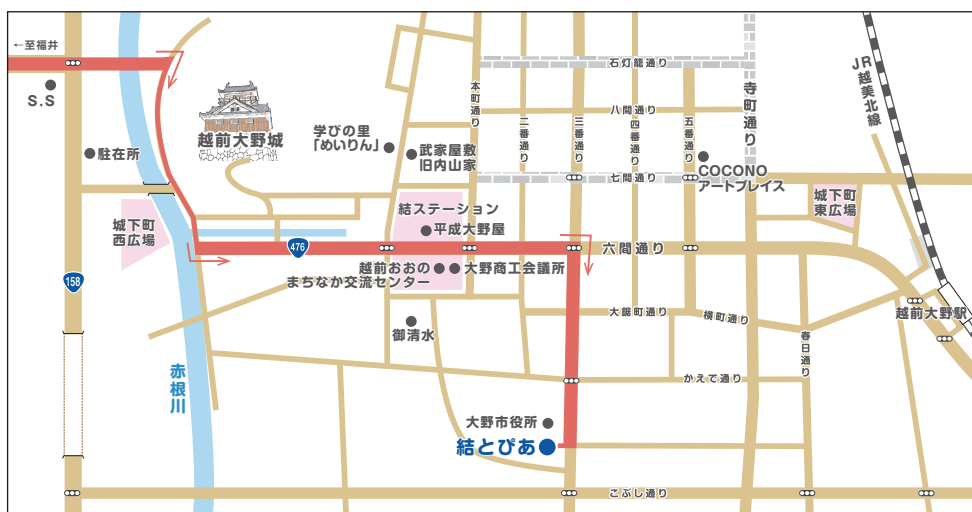 ←至福井
S.S
駐在所
越前大野城
学びの里
「めいりん」
武家屋敷
旧内山家
本町通り
二番通り
三番通り
四番通り
五番通り
石灯籠通り
八間通り
七間通り
寺町通り
JR越美北線
COCONO
アートプレイス
城下町
東広場
城下町
西広場
結ステーション
平成大野屋
476
六間通り
越前おおの
まちなか交流センター
大野商工会議所
158
大鋸町通り
横町通り
越前大野駅
御清水
春日通り
赤根川
かえで通り
大野市役所
結とぴあ
こぶし通り